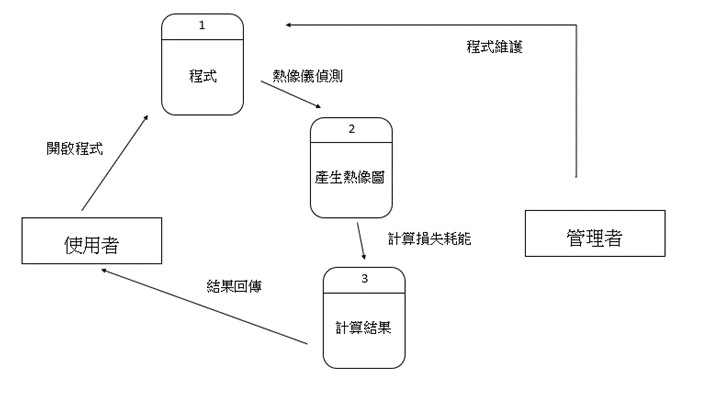 1
程式
程式維護
熱像儀偵測
2
產生熱像圖
開啟程式
使用者
管理者
計算損失耗能
3
計算結果
結果回傳